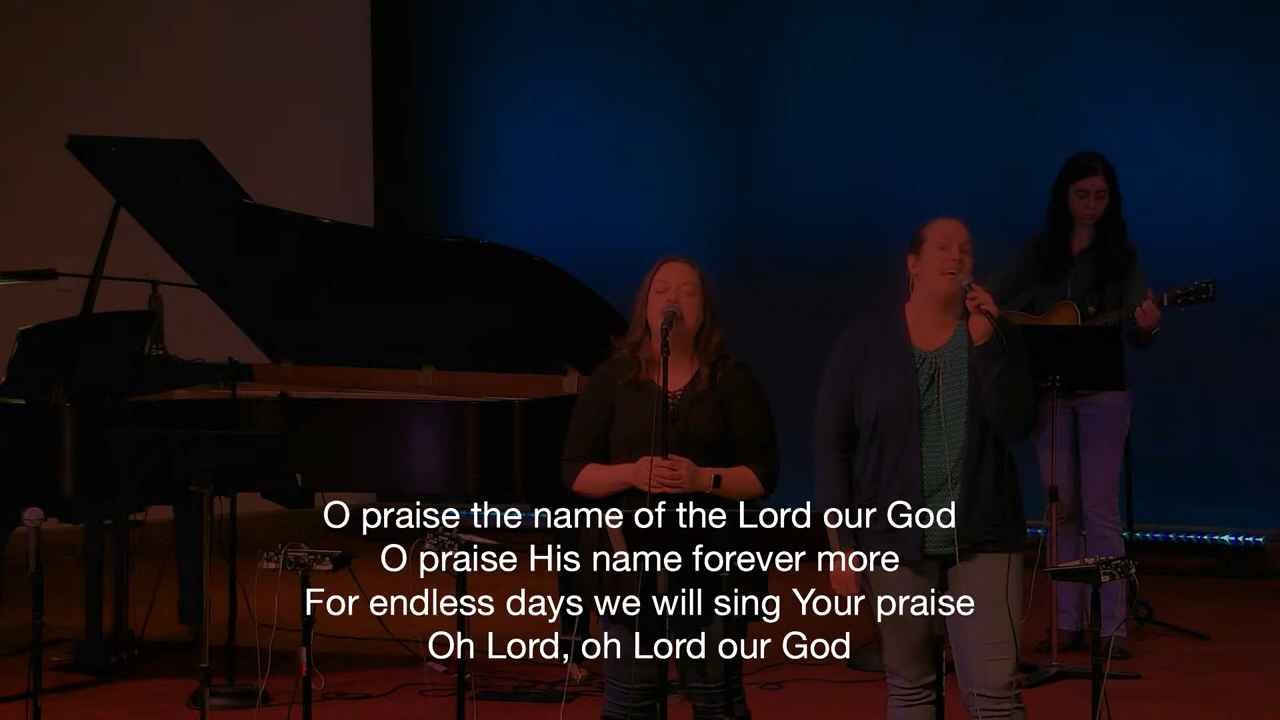 O praise the name of the Lord our God
O praise His name forever more
For endless days we will sing Your praise
Oh Lord, oh Lord our God